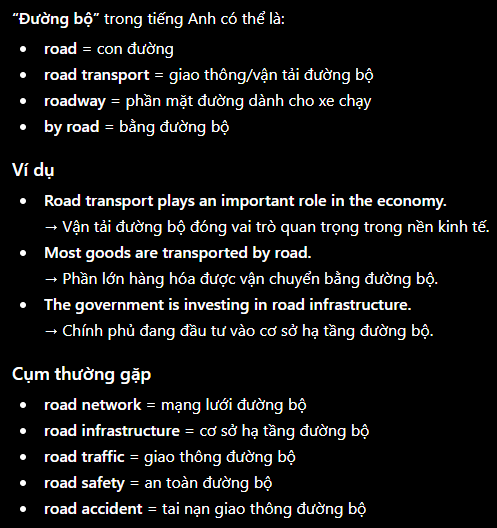 “Đường bộ” trong tiếng Anh có thể là:
• road = con đường
• road transport = giao thông/vận tải đường bộ
• roadway = phần mặt đường dành cho xe chạy
• by road = bằng đường bộ
Ví dụ
• Road transport plays an important role in the economy.
→ Vận tải đường bộ đóng vai trò quan trọng trong nền kinh tế.
• Most goods are transported by road.
→ Phần lớn hàng hóa được vận chuyển bằng đường bộ.
• The government is investing in road infrastructure.
→ Chính phủ đang đầu tư vào cơ sở hạ tầng đường bộ.
Cụm thường gặp
• road network = mạng lưới đường bộ
• road infrastructure = cơ sở hạ tầng đường bộ
• road traffic = giao thông đường bộ
• road safety = an toàn đường bộ
• road accident = tai nạn giao thông đường bộ